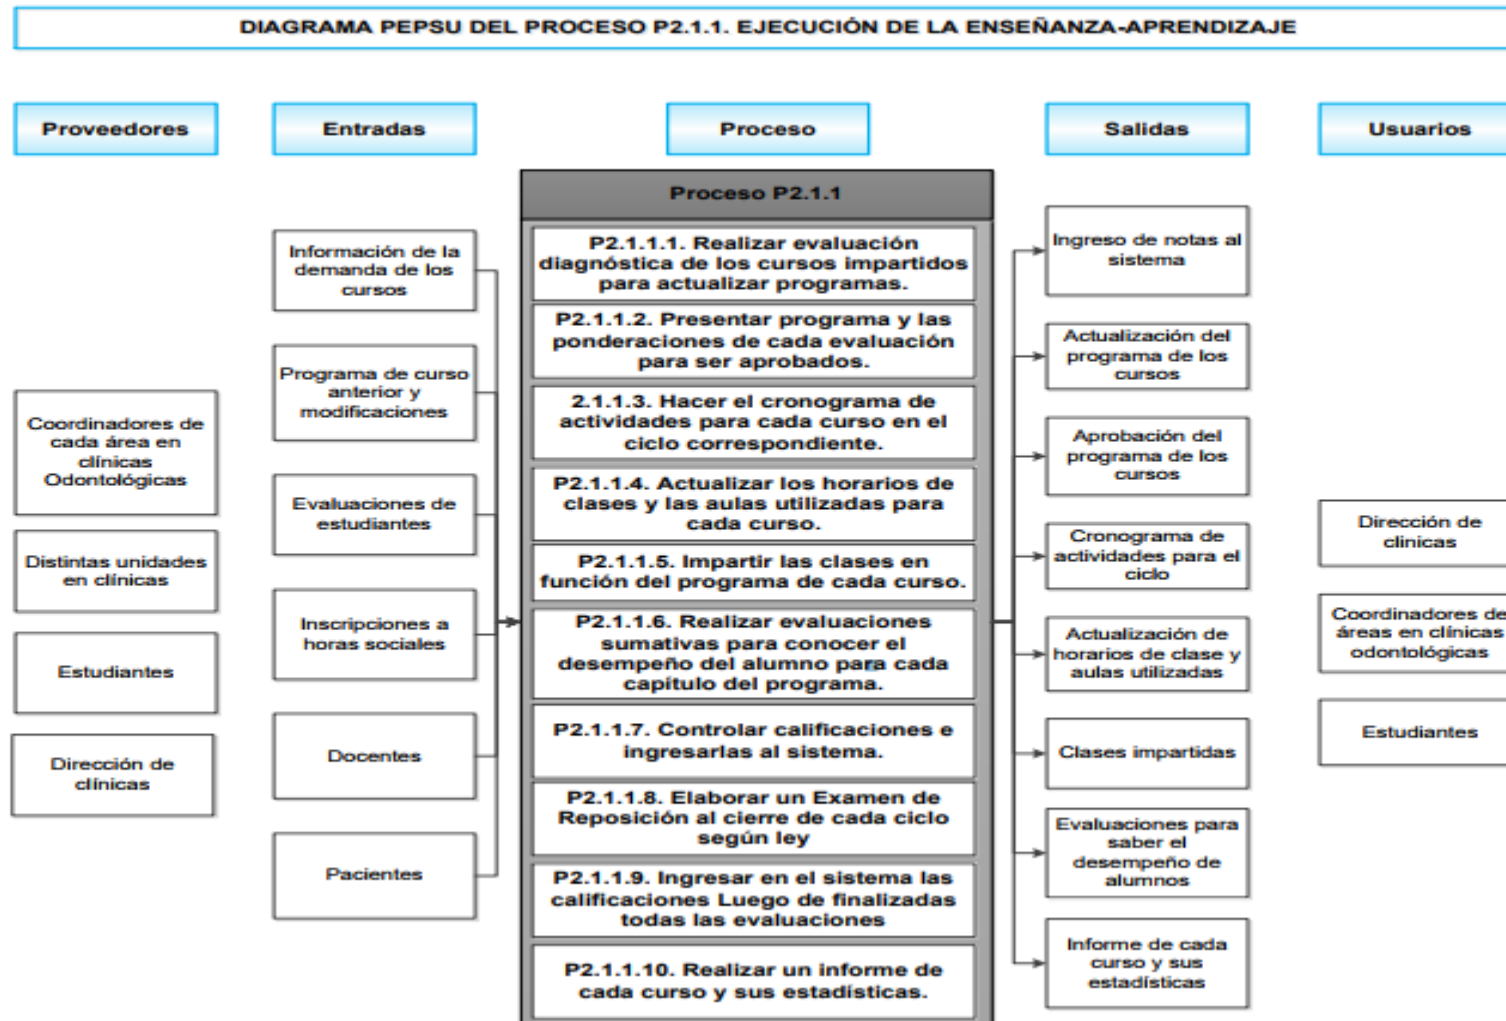 DIAGRAMA PEPSU DEL PROCESO P2.1.1. EJECUCIÓN DE LA ENSEÑANZA-APRENDIZAJE
Proveedores
Entradas
Proceso
Salidas
Usuarios
Coordinadores de
cada área en
clínicas
Odontológicas
Distintas unidades
en clínicas
Estudiantes
Dirección de
clínicas
Información de la
demanda de los
cursos
Programa de curso
anterior y
modificaciones
Evaluaciones de
estudiantes
Inscripciones a
horas sociales
Docentes
Pacientes
Proceso P2.1.1
P2.1.1.1. Realizar evaluación
diagnóstica de los cursos impartidos
para actualizar programas.
P2.1.1.2. Presentar programa y las
ponderaciones de cada evaluación
para ser aprobados.
2.1.1.3. Hacer el cronograma de
actividades para cada curso en el
ciclo correspondiente.
P2.1.1.4. Actualizar los horarios de
clases y las aulas utilizadas para
cada curso.
P2.1.1.5. Impartir las clases en
función del programa de cada curso.
P2.1.1.6. Realizar evaluaciones
sumativas para conocer el
desempeño del alumno para cada
capitulo del programa.
P2.1.1.7. Controlar calificaciones e
ingresarlas al sistema.
P2.1.1.8. Elaborar un Examen de
Reposición al cierre de cada ciclo
según ley
P2.1.1.9. Ingresar en el sistema las
calificaciones Luego de finalizadas
todas las evaluaciones
P2.1.1.10. Realizar un informe de
cada curso y sus estadísticas.
Ingreso de notas al
sistema
Actualización del
programa de los
cursos
Aprobación del
programa de los
cursos
Cronograma de
actividades para el
ciclo
Actualización de
horarios de clase y
aulas utilizadas
Clases impartidas
Evaluaciones para
saber el
desempeño de
alumnos
Informe de cada
curso y sus
estadísticas
Dirección de
clinicas
Coordinadores de
áreas en clínicas
odontológicas
Estudiantes